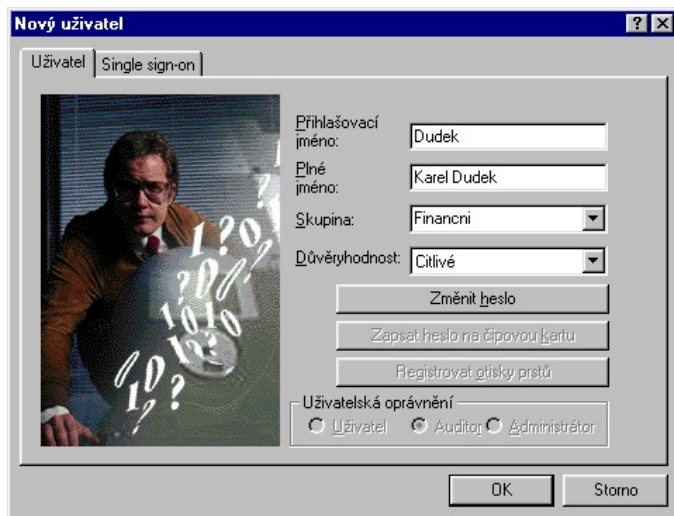 Nový uživatel
Uživatel
Single sign-on
Přihlašovací
jméno:
Dudek
Plné
jméno:
Karel Dudek
Skupina:
Financni
Důvěryhodnost:
Citlivé
Změnit heslo
Zapsat heslo na čipovou kartu
Registrovat otisky prstů
Uživatelská oprávnění
Uživatel
Auditor
Administrátor
OK
Storno